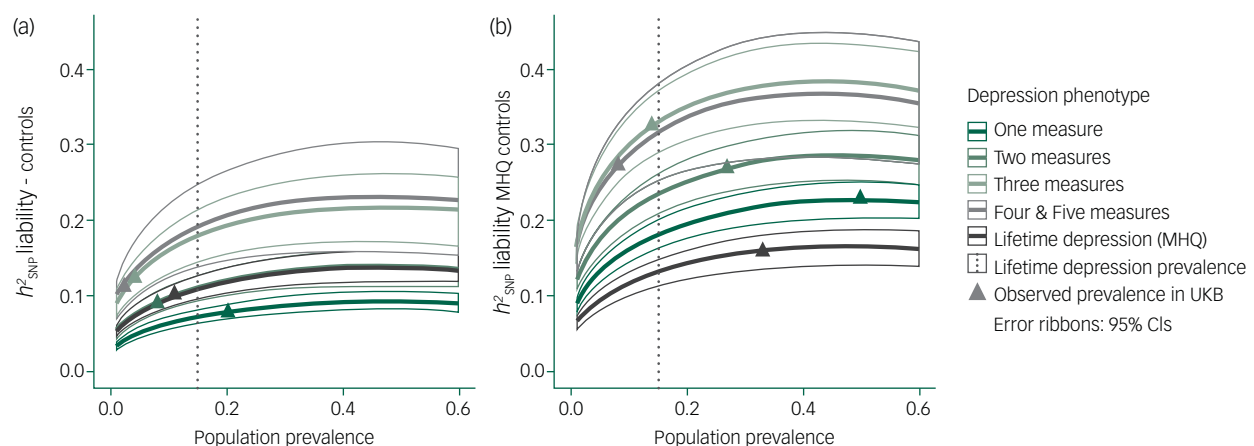 (a)
h²SNP liability - controls
0.4
0.3
0.2
0.1
0.0
0.0 0.2 0.4 0.6
Population prevalence
(b)
h²SNP liability MHQ controls
0.4
0.3
0.2
0.1
0.0
0.0 0.2 0.4 0.6
Population prevalence
Depression phenotype
One measure
Two measures
Three measures
Four & Five measures
Lifetime depression (MHQ)
Lifetime depression prevalence
Observed prevalence in UKB
Error ribbons: 95% CIs